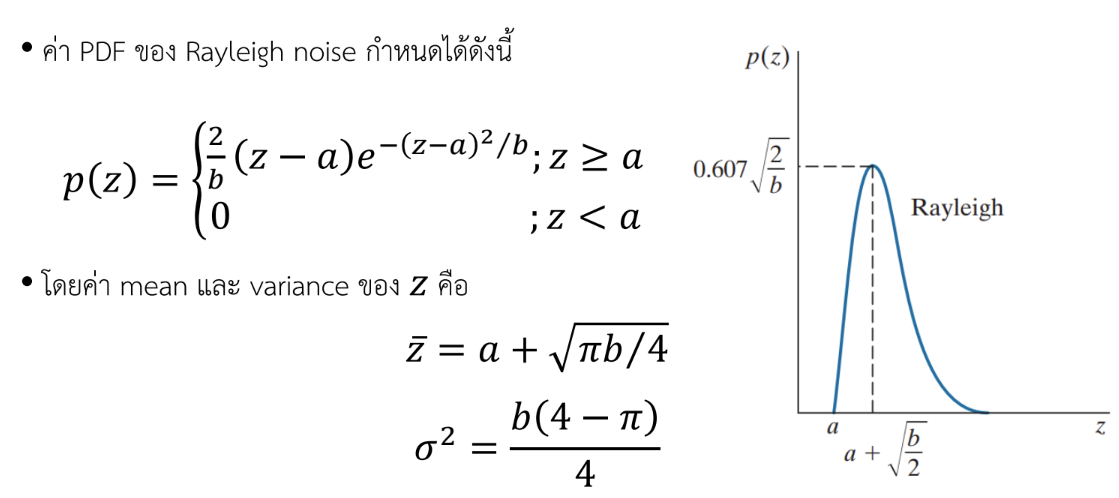 • ค่า PDF ของ Rayleigh noise กำหนดได้ดังนี้
p(z) = { 2/b (z − a)e^{−(z−a)²/b} ; z ≥ a
0 ; z < a
• โดยค่า mean และ variance ของ z คือ
z̄ = a + √(πb/4)
σ² = b(4 − π)/4
p(z)
0.607 √(2/b)
Rayleigh
a
a + √(b/2)
z